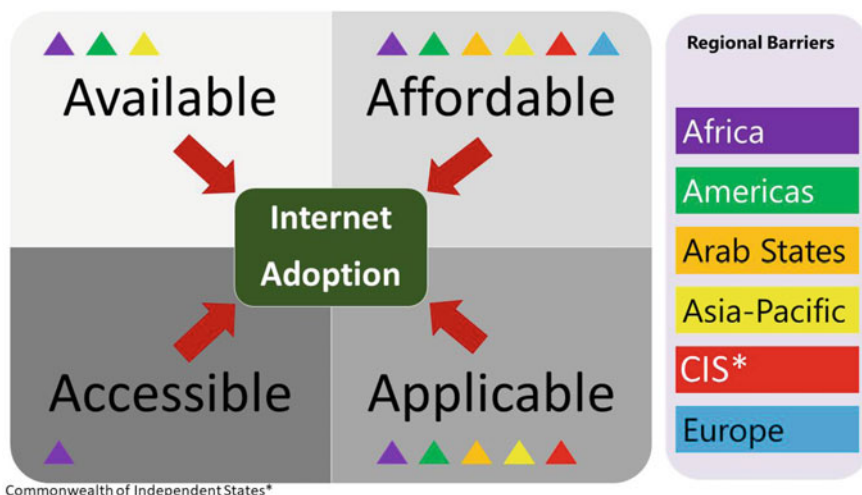 Available
Affordable
Internet
Adoption
Accessible
Applicable
Commonwealth of Independent States*
Regional Barriers
Africa
Americas
Arab States
Asia-Pacific
CIS*
Europe